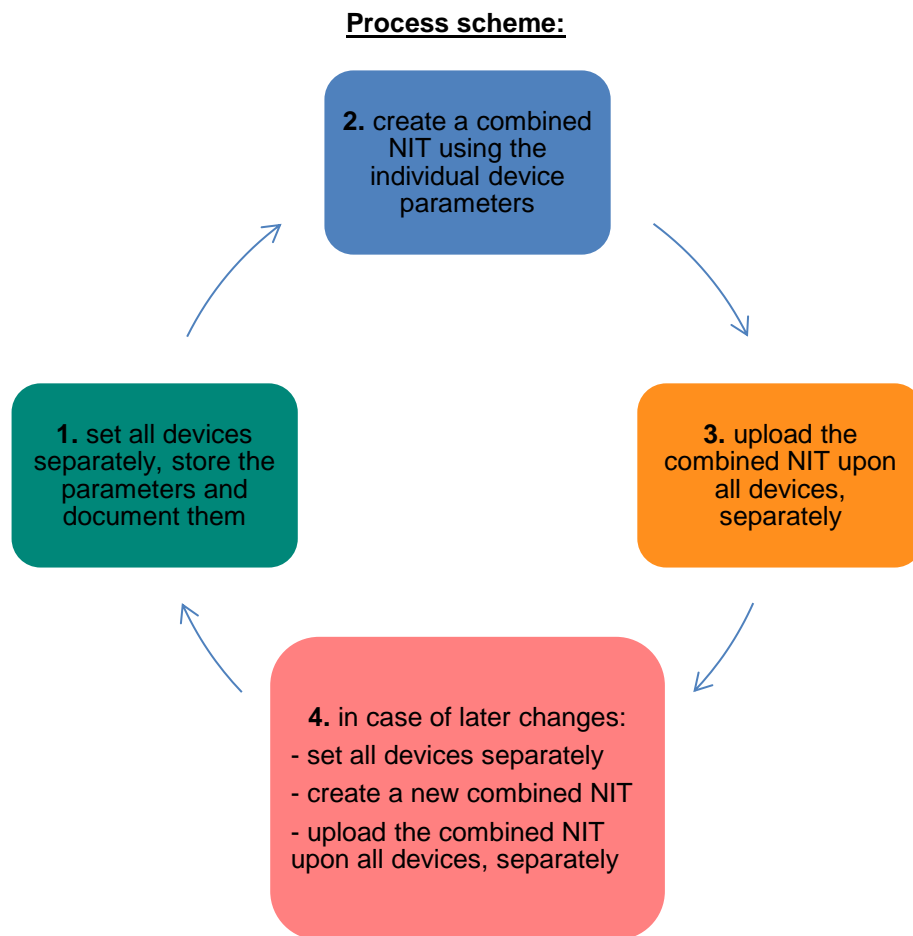 Process scheme:
2. create a combined
NIT using the
individual device
parameters
1. set all devices
separately, store the
parameters and
document them
3. upload the
combined NIT upon
all devices,
separately
4. in case of later changes:
- set all devices separately
- create a new combined NIT
- upload the combined NIT
upon all devices, separately